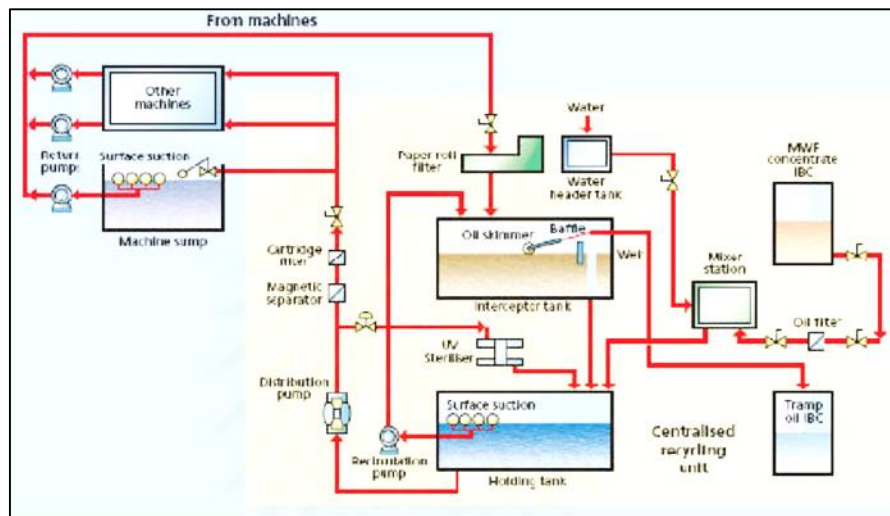 From machines
Other
machines
Return
pumps
Surface suction
Machine sump
Cartridge
filter
Magnetic
separator
Distribution
pump
Paper roll
filter
Water
Water
header tank
MWF
concentrate
IBC
Oil skimmer
Baffle
Weir
Interceptor tank
Mixer
station
Oil filter
UV
Steriliser
Surface suction
Recirculation
pump
Holding tank
Centralised
recycling
unit
Tramp
oil IBC